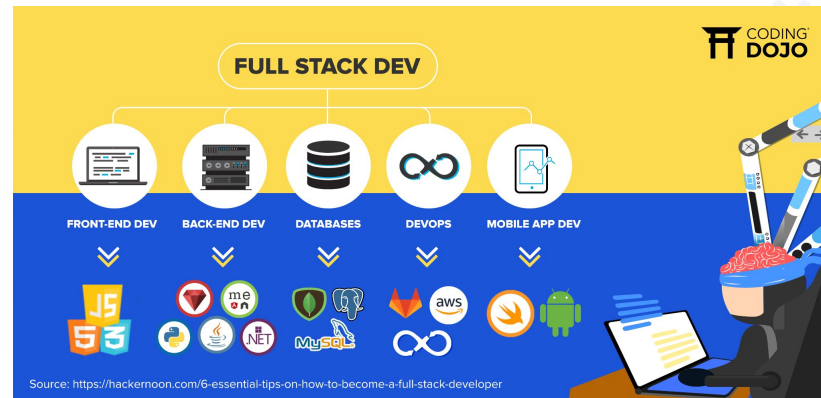 CODING
DOJO
FULL STACK DEV
FRONT-END DEV
BACK-END DEV
DATABASES
DEVOPS
MOBILE APP DEV
JS
5 3
me
an
.NET
MySQL
aws
Source: https://hackernoon.com/6-essential-tips-on-how-to-become-a-full-stack-developer